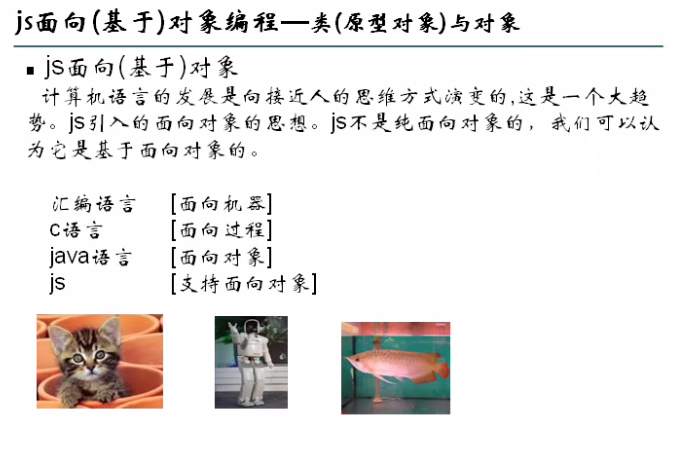 js面向(基于)对象编程—类(原型对象)与对象
js面向(基于)对象
计算机语言的发展是向接近人的思维方式演变的,这是一个大趋
势。js引入的面向对象的思想。js不是纯面向对象的，我们可以认
为它是基于面向对象的。
汇编语言 [面向机器]
c语言 [面向过程]
java语言 [面向对象]
js [支持面向对象]